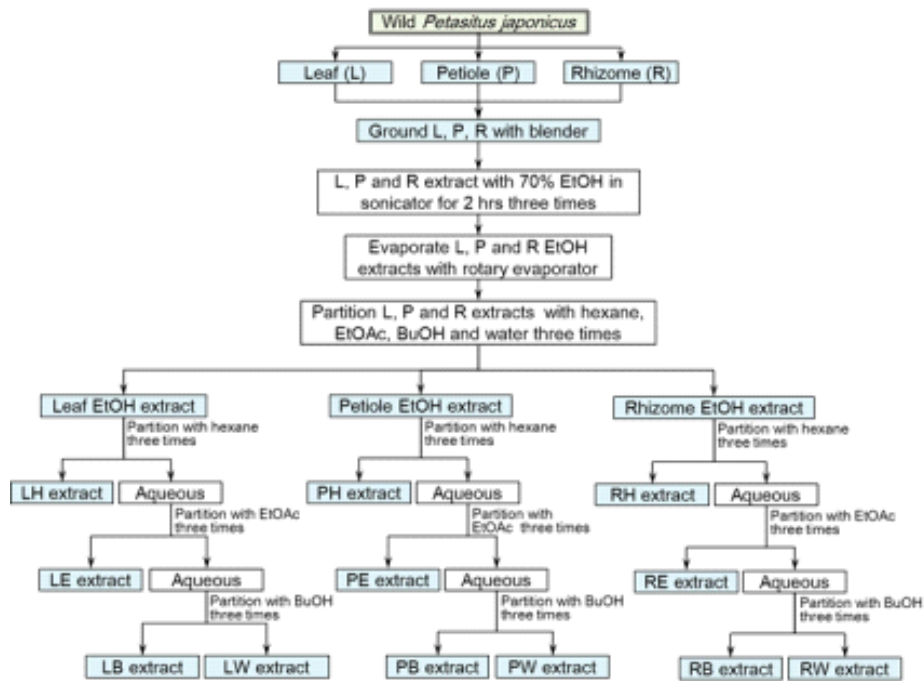 Wild Petasitus japonicus
Leaf (L)
Petiole (P)
Rhizome (R)
Ground L, P, R with blender
L, P and R extract with 70% EtOH in
sonicator for 2 hrs three times
Evaporate L, P and R EtOH
extracts with rotary evaporator
Partition L, P and R extracts with hexane,
EtOAc, BuOH and water three times
Leaf EtOH extract
Partition with hexane
three times
LH extract
Aqueous
Partition with EtOAc
three times
LE extract
Aqueous
Partition with BuOH
three times
LB extract
LW extract
Petiole EtOH extract
Partition with hexane
three times
PH extract
Aqueous
Partition with
EtOAc three times
PE extract
Aqueous
Partition with BuOH
three times
PB extract
PW extract
Rhizome EtOH extract
Partition with hexane
three times
RH extract
Aqueous
Partition with EtOAc
three times
RE extract
Aqueous
Partition with BuOH
three times
RB extract
RW extract